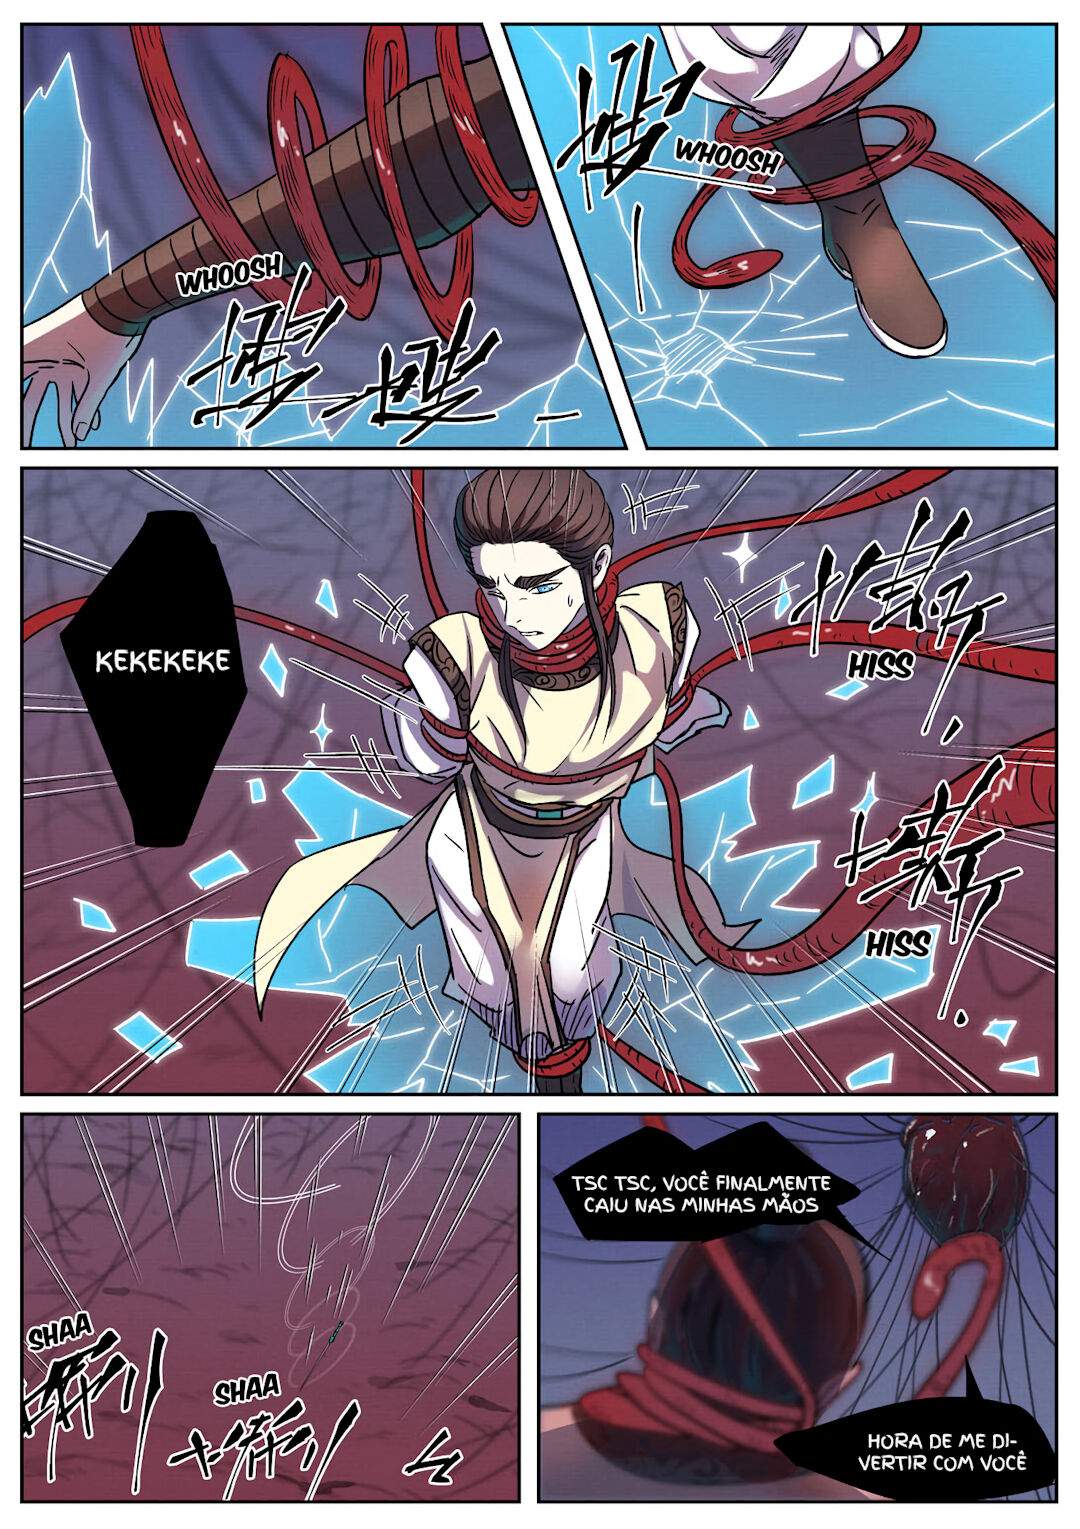 WHOOSH
WHOOSH
KEKEKEKE
HISS
HISS
SHAA
SHAA
TSC TSC, VOCÊ FINALMENTE
CAIU NAS MINHAS MÃOS
HORA DE ME DI-
VERTIR COM VOCÊ